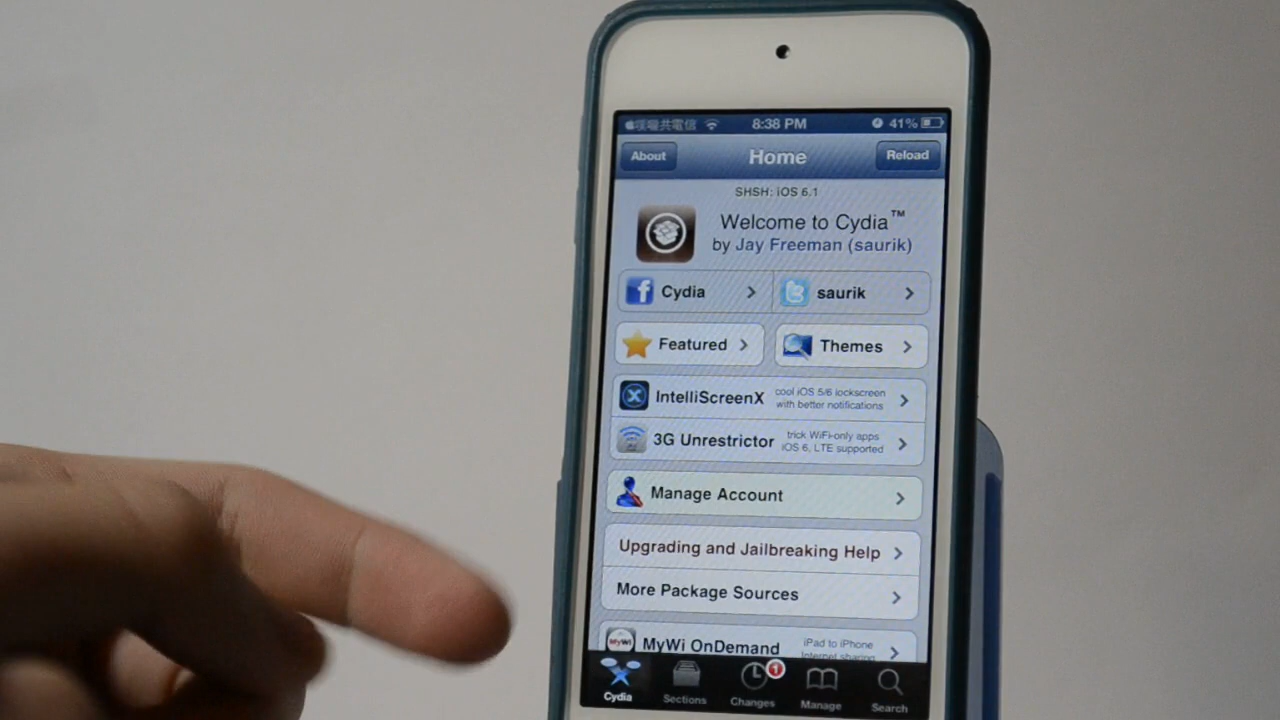 8:38 PM 41%
About Home Reload
SHSH: iOS 6.1
Welcome to Cydia™
by Jay Freeman (saurik)
Cydia saurik
Featured Themes
IntelliScreenX cool iOS 5/6 lockscreen
with better notifications
3G Unrestrictor trick WiFi-only apps
iOS 6, LTE supported
Manage Account
Upgrading and Jailbreaking Help
More Package Sources
MyWi OnDemand iPad to iPhone
Internet sharing
MyWi
1
Cydia Sections Changes Manage Search